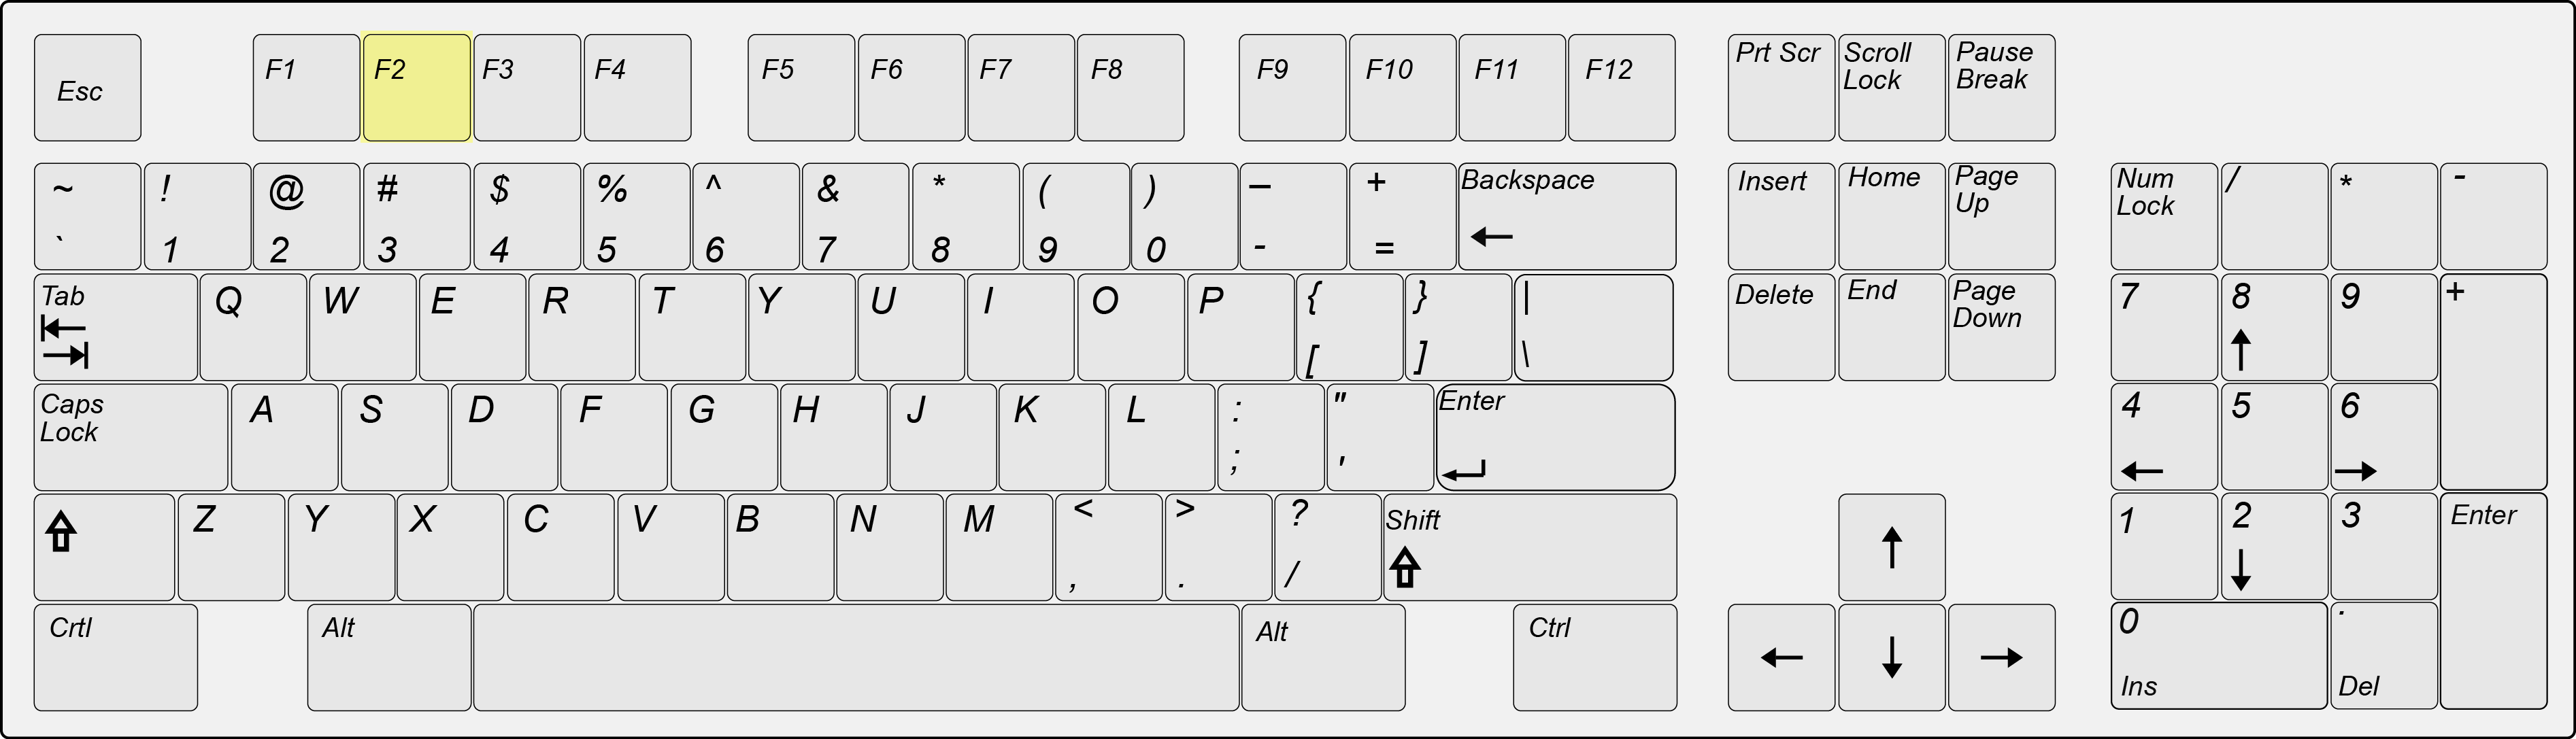 Esc F1 F2 F3 F4 F5 F6 F7 F8 F9 F10 F11 F12 Prt Scr Scroll Lock Pause Break
~ ! @ # $ % ^ & * ( ) – + Backspace Insert Home Page Up Num Lock / * -
` 1 2 3 4 5 6 7 8 9 0 - = ←
Tab Q W E R T Y U I O P { } | Delete End Page Down 7 8 9 +
[ ] \ ↑
Caps Lock A S D F G H J K L : " Enter 4 5 6
; ' ← →
Z Y X C V B N M < > ? Shift ↑ 1 2 3 Enter
, . / ↓
Crtl Alt Alt Ctrl ← ↓ → 0 .
Ins Del